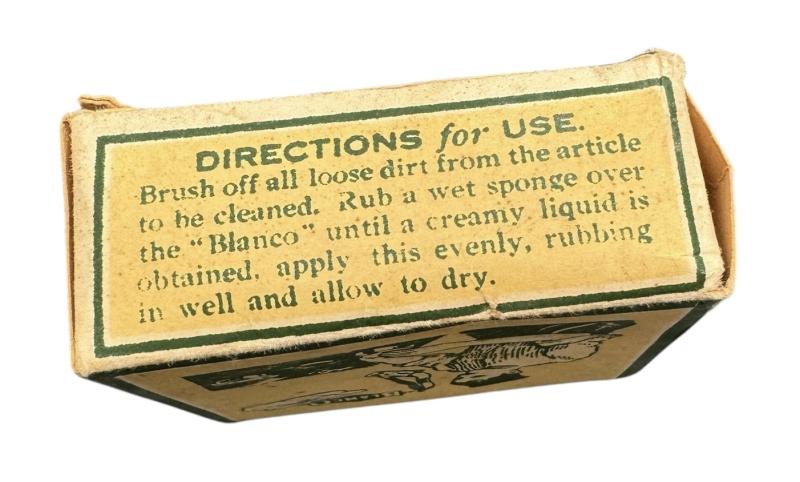 DIRECTIONS for USE.
Brush off all loose dirt from the article
to be cleaned. Rub a wet sponge over
the "Blanco" until a creamy liquid is
obtained, apply this evenly, rubbing
in well and allow to dry.